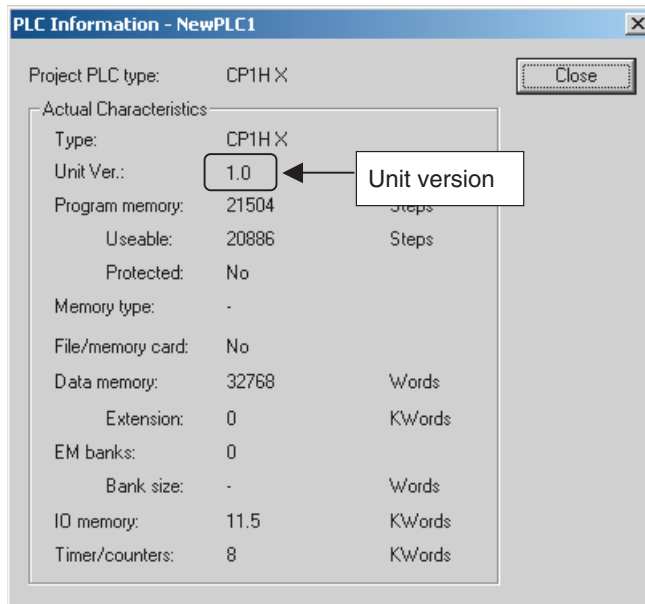 PLC Information - NewPLC1
Project PLC type: CP1H X Close
Actual Characteristics
Type: CP1H X
Unit Ver.: 1.0 Unit version
Program memory: 21504 Steps
Useable: 20886 Steps
Protected: No
Memory type: -
File/memory card: No
Data memory: 32768 Words
Extension: 0 KWords
EM banks: 0
Bank size: - Words
IO memory: 11.5 KWords
Timer/counters: 8 KWords